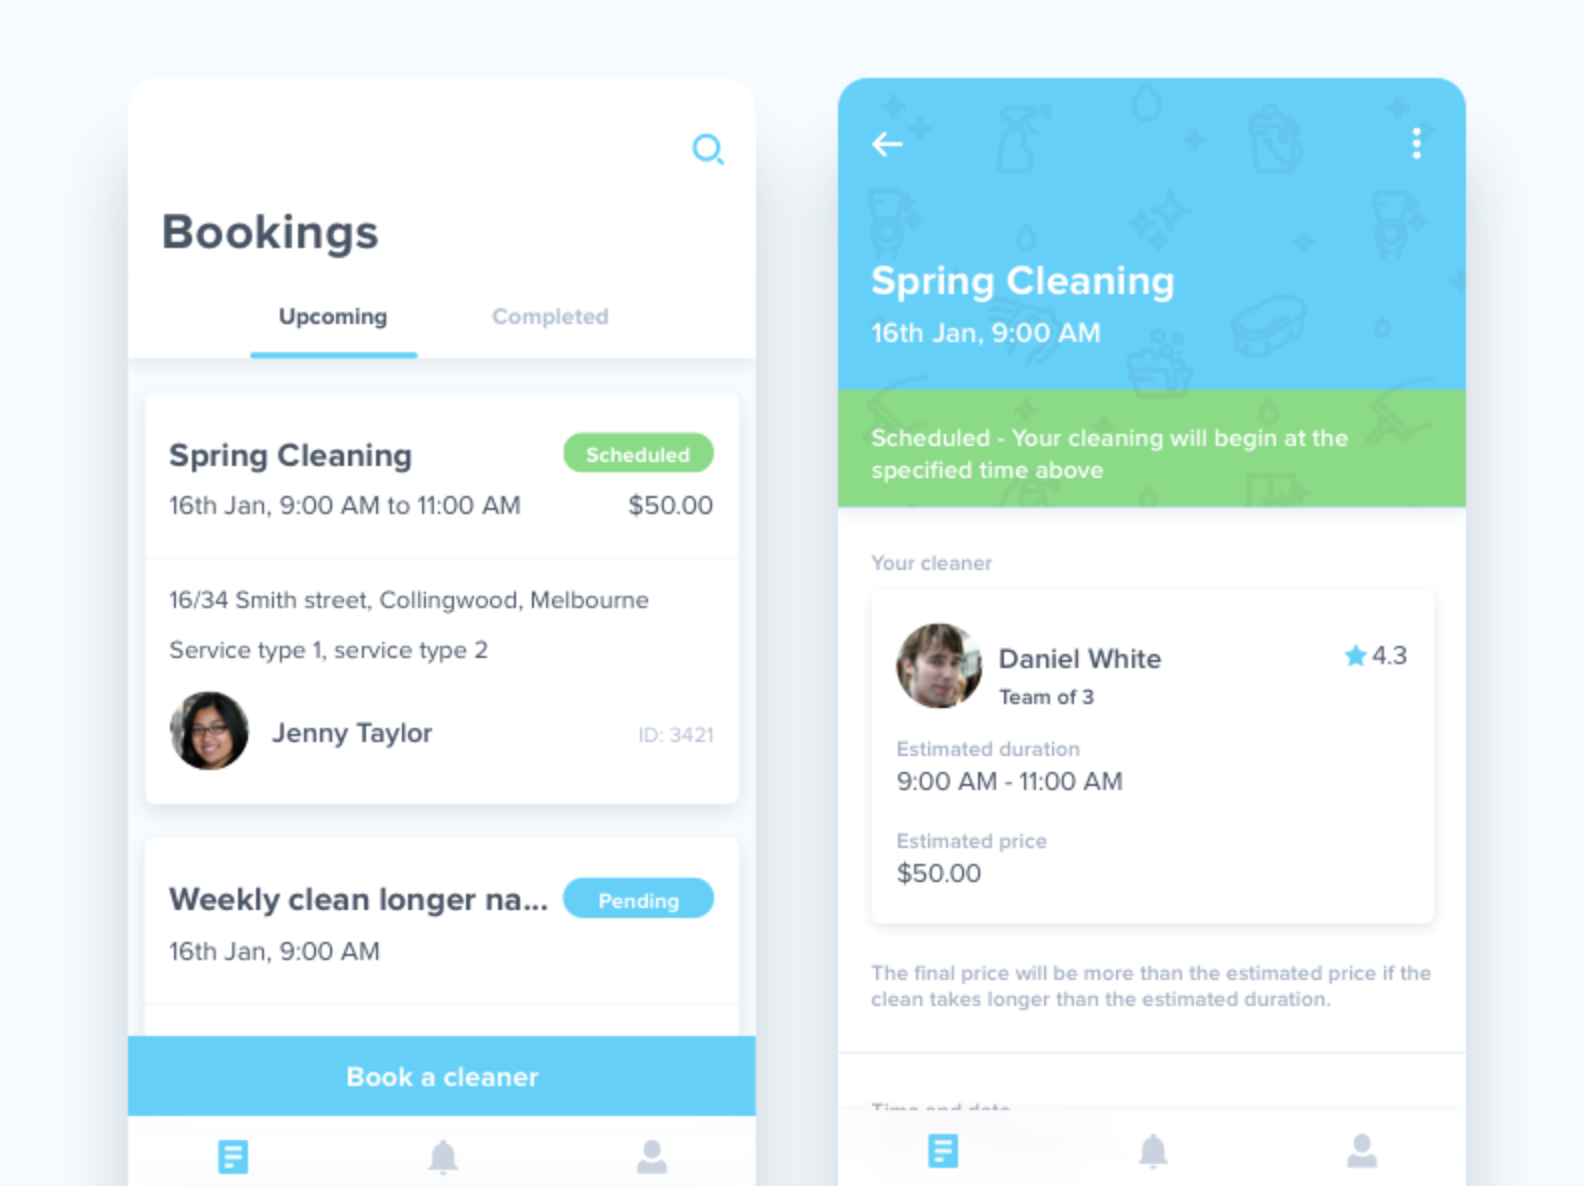 Bookings
Upcoming
Completed
Spring Cleaning
Scheduled
16th Jan, 9:00 AM to 11:00 AM
$50.00
16/34 Smith street, Collingwood, Melbourne
Service type 1, service type 2
Jenny Taylor
ID: 3421
Weekly clean longer na...
Pending
16th Jan, 9:00 AM
Book a cleaner
Spring Cleaning
16th Jan, 9:00 AM
Scheduled - Your cleaning will begin at the
specified time above
Your cleaner
Daniel White
4.3
Team of 3
Estimated duration
9:00 AM - 11:00 AM
Estimated price
$50.00
The final price will be more than the estimated price if the
clean takes longer than the estimated duration.
Time and date